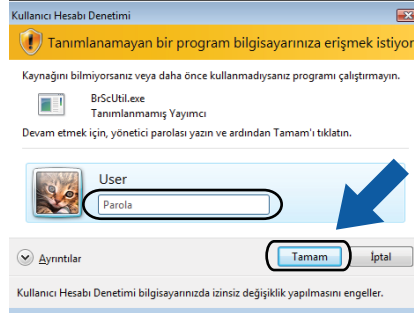 Kullanıcı Hesabı Denetimi
Tanımlanamayan bir program bilgisayarınıza erişmek istiyor
Kaynağını bilmiyorsanız veya daha önce kullanmadıysanız programı çalıştırmayın.
BrScUtil.exe
Tanımlanmamış Yayımcı
Devam etmek için, yönetici parolası yazın ve ardından Tamam'ı tıklatın.
User
Parola
Ayrıntılar
Tamam
İptal
Kullanıcı Hesabı Denetimi bilgisayarınızda izinsiz değişiklik yapılmasını engeller.